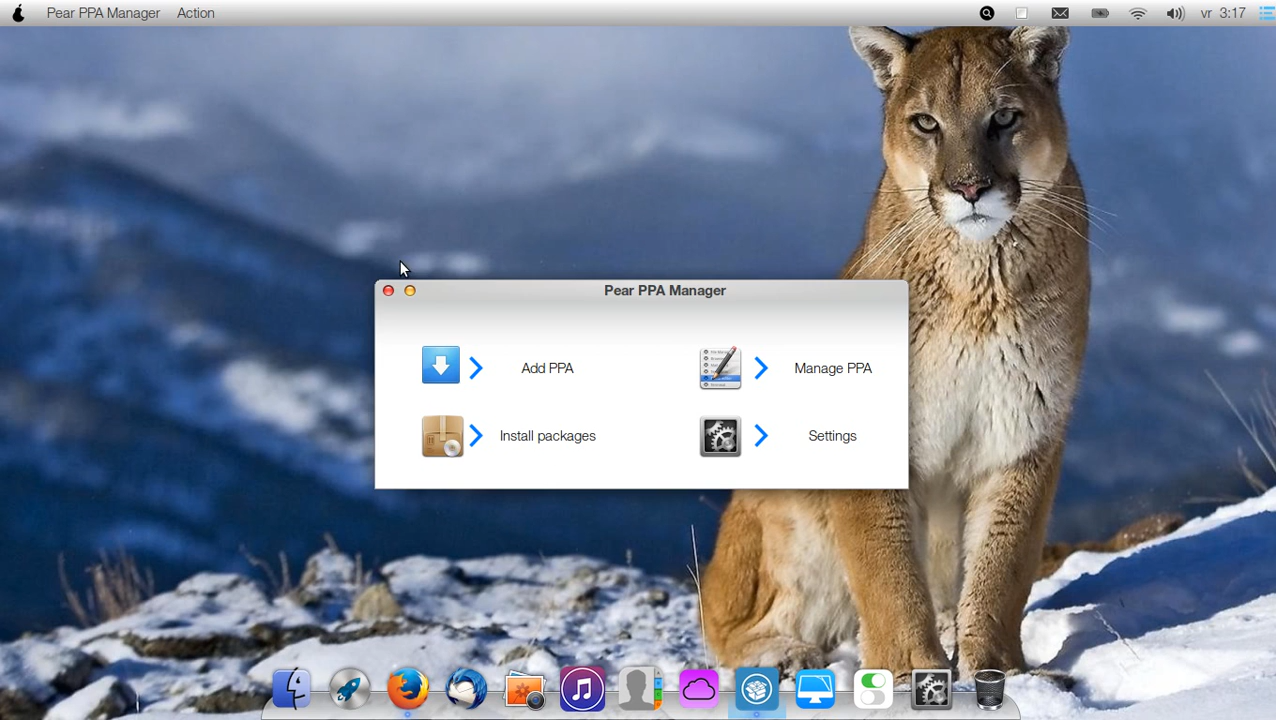 Pear PPA Manager Action vr 3:17
Pear PPA Manager
Add PPA Manage PPA
Install packages Settings